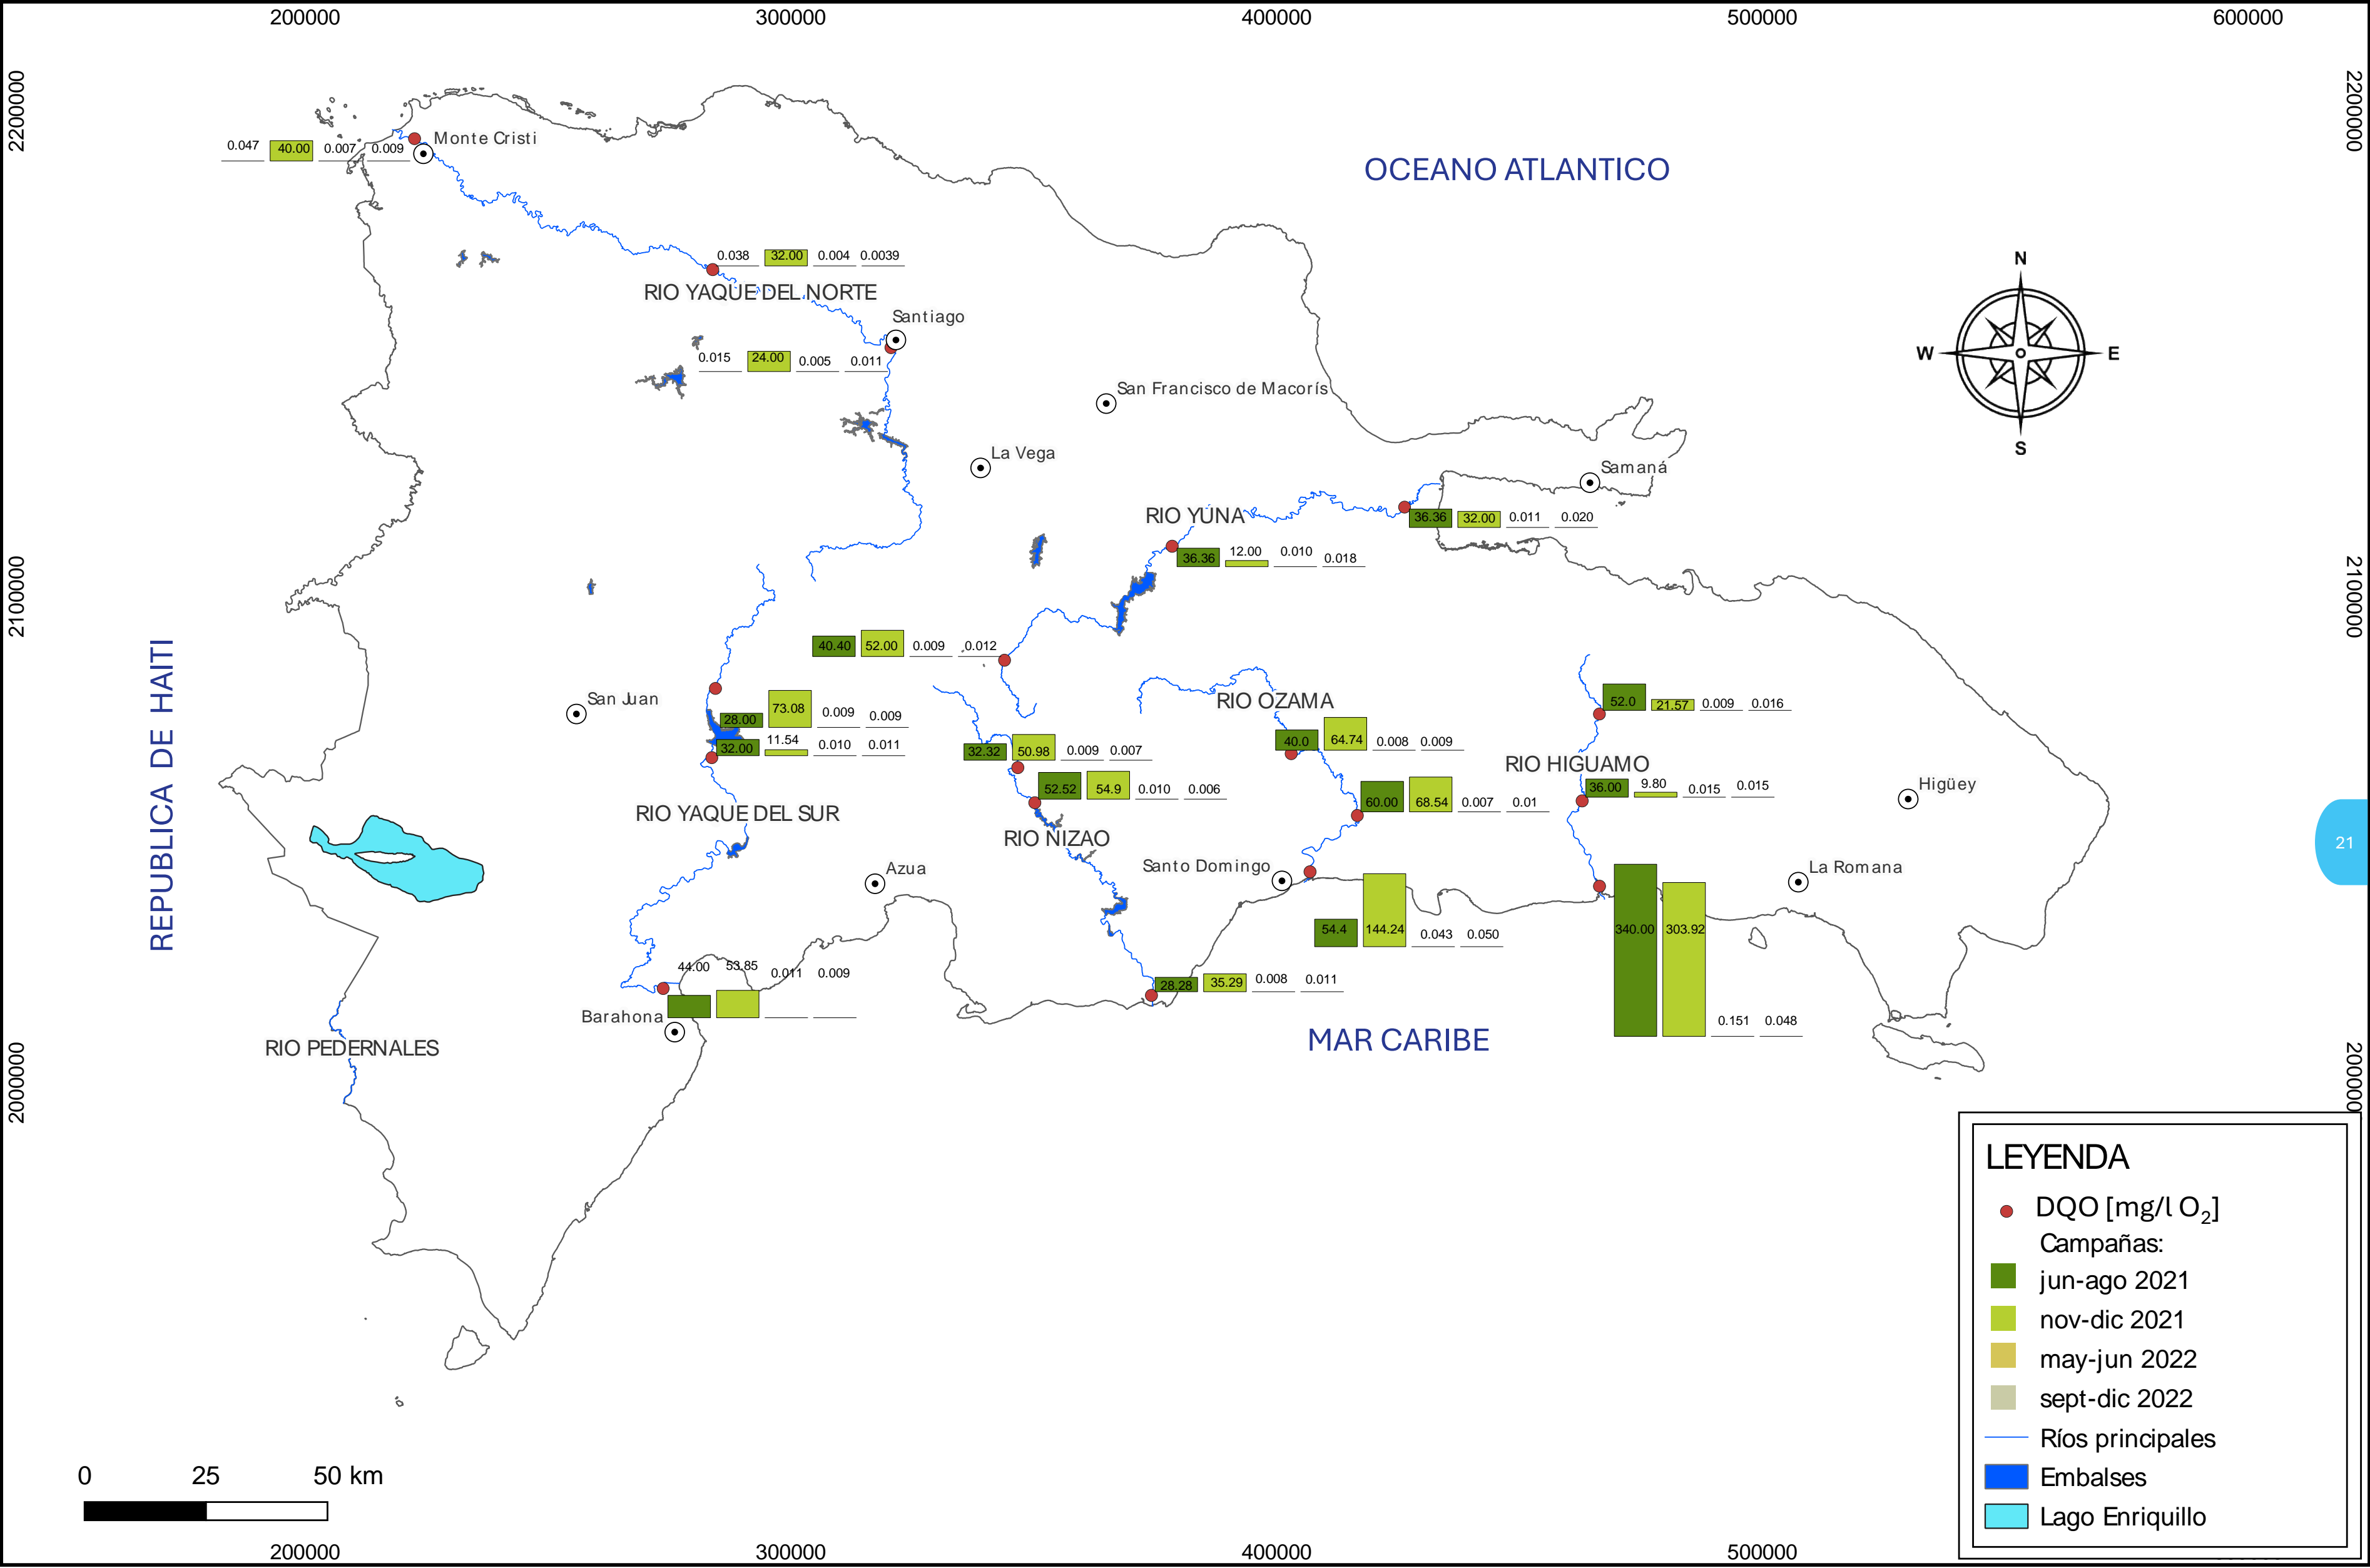 200000 300000 400000 500000 600000
2200000 2200000
OCEANO ATLANTICO
Monte Cristi
0.047 40.00 0.007 0.009
0.038 32.00 0.004 0.0039
RIO YAQUE DEL NORTE
Santiago
0.015 24.00 0.005 0.011
N
W E
S
San Francisco de Macorís
La Vega
Samaná
RIO YUNA
36.36 32.00 0.011 0.020
36.36 12.00 0.010 0.018
2100000 2100000
40.40 52.00 0.009 0.012
REPUBLICA DE HAITI
San Juan
28.00 73.08 0.009 0.009
32.00 11.54 0.010 0.011
RIO YAQUE DEL SUR
32.32 50.98 0.009 0.007
52.52 54.9 0.010 0.006
RIO NIZAO
RIO OZAMA
40.0 64.74 0.008 0.009
60.00 68.54 0.007 0.01
52.0 21.57 0.009 0.016
RIO HIGUAMO
36.00 9.80 0.015 0.015
Higüey
21
Azua
Santo Domingo
La Romana
54.4 144.24 0.043 0.050
340.00 303.92 0.151 0.048
44.00 53.85 0.011 0.009
28.28 35.29 0.008 0.011
Barahona
MAR CARIBE
RIO PEDERNALES
2000000 2000000
LEYENDA
DQO [mg/l O2]
Campañas:
jun-ago 2021
nov-dic 2021
may-jun 2022
sept-dic 2022
Ríos principales
Embalses
Lago Enriquillo
0 25 50 km
200000 300000 400000 500000